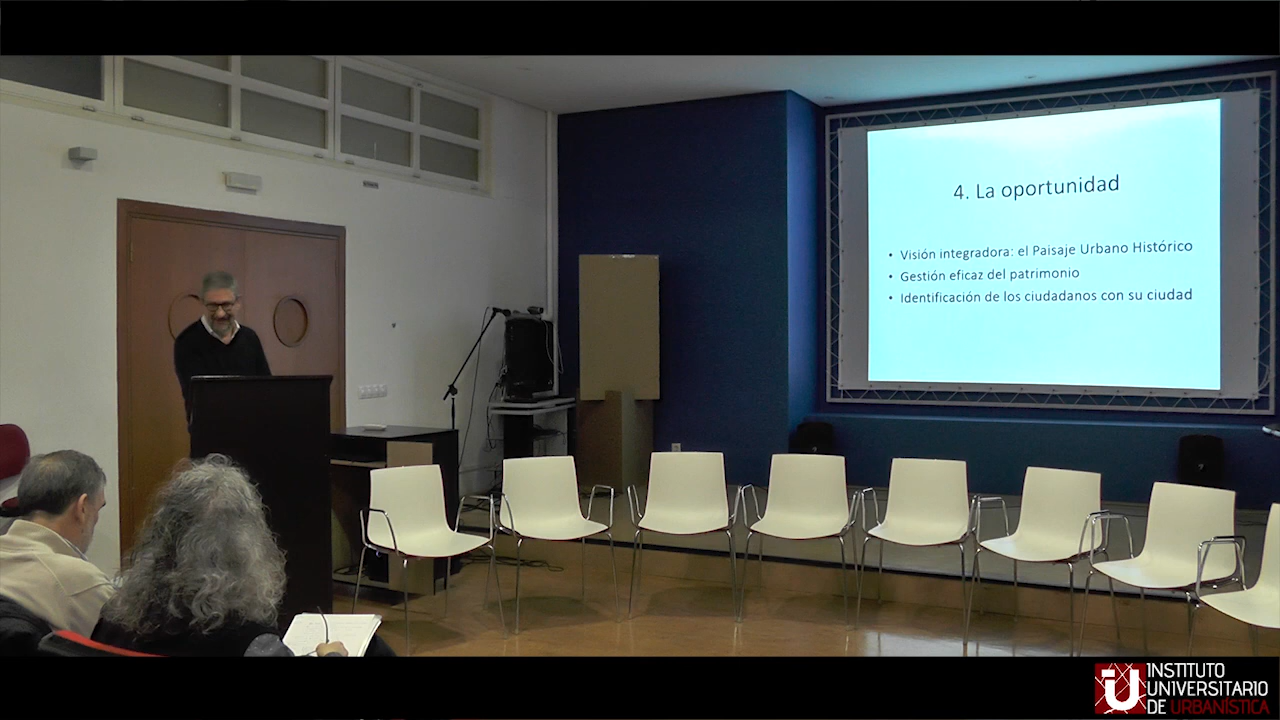 4. La oportunidad
• Visión integradora: el Paisaje Urbano Histórico
• Gestión eficaz del patrimonio
• Identificación de los ciudadanos con su ciudad
INSTITUTO
UNIVERSITARIO
DE URBANÍSTICA